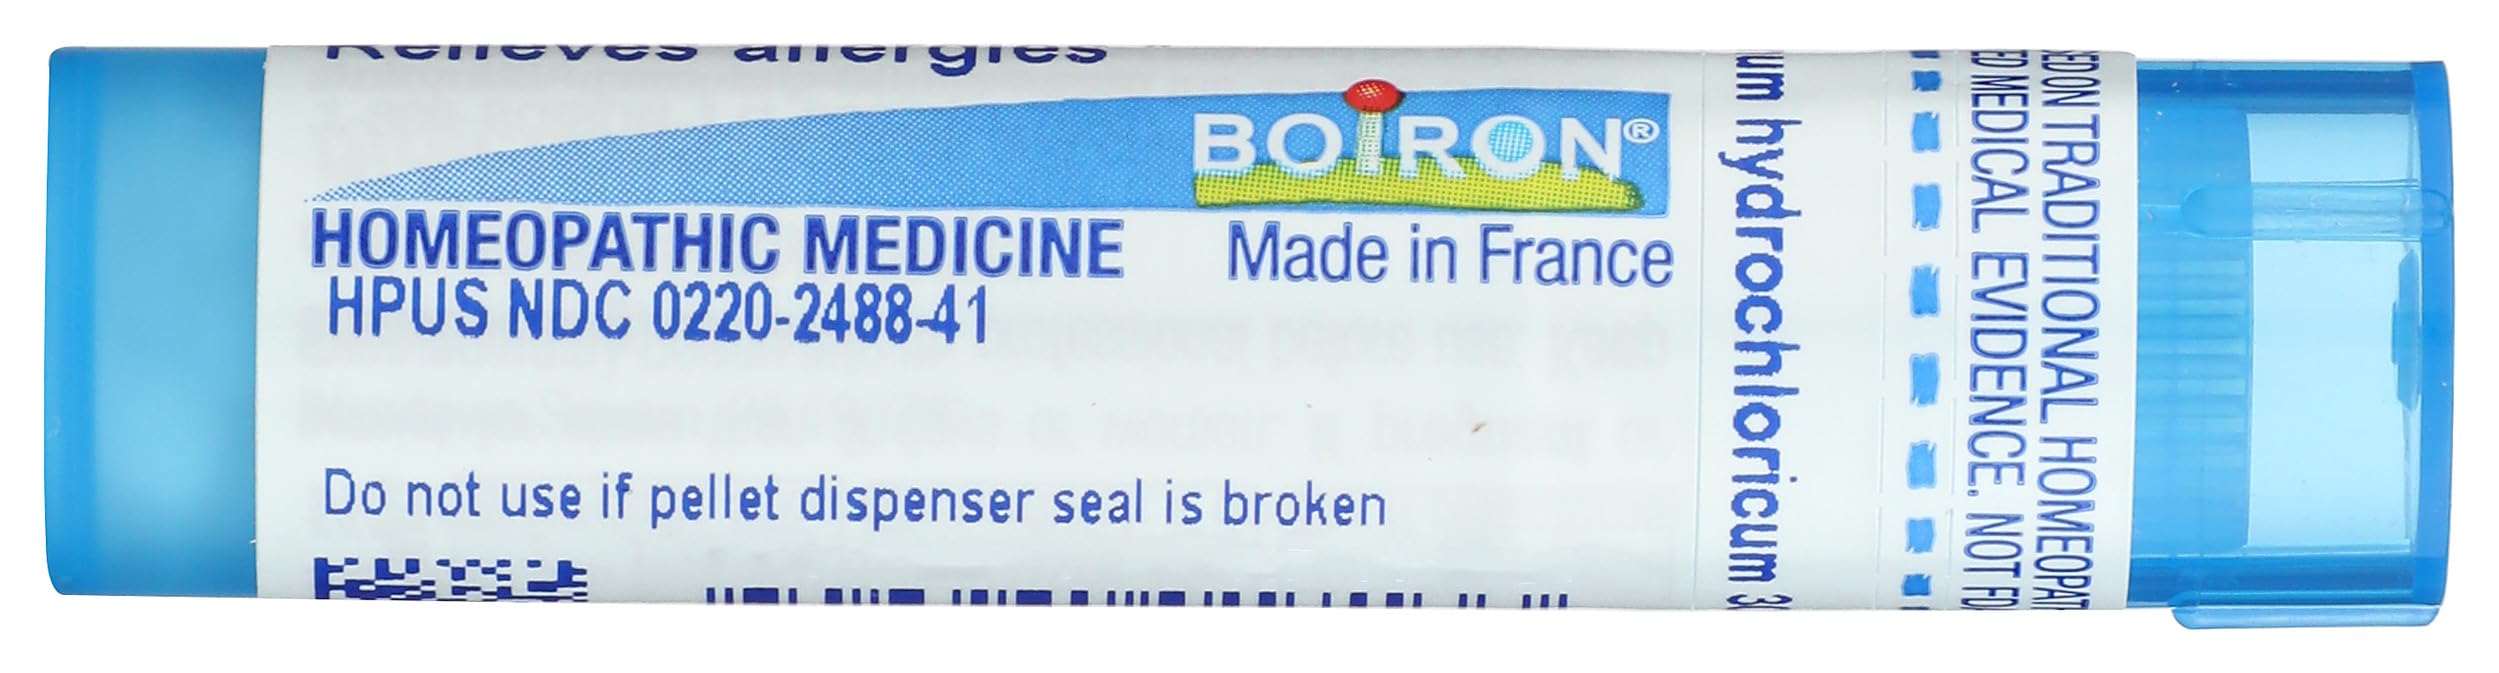 Relieves allergies
BOIRON®
HOMEOPATHIC MEDICINE
Made in France
HPUS NDC 0220-2488-41
Do not use if pellet dispenser seal is broken
hydrochloricum
ON TRADITIONAL
MEDICAL EVIDENCE. NOT